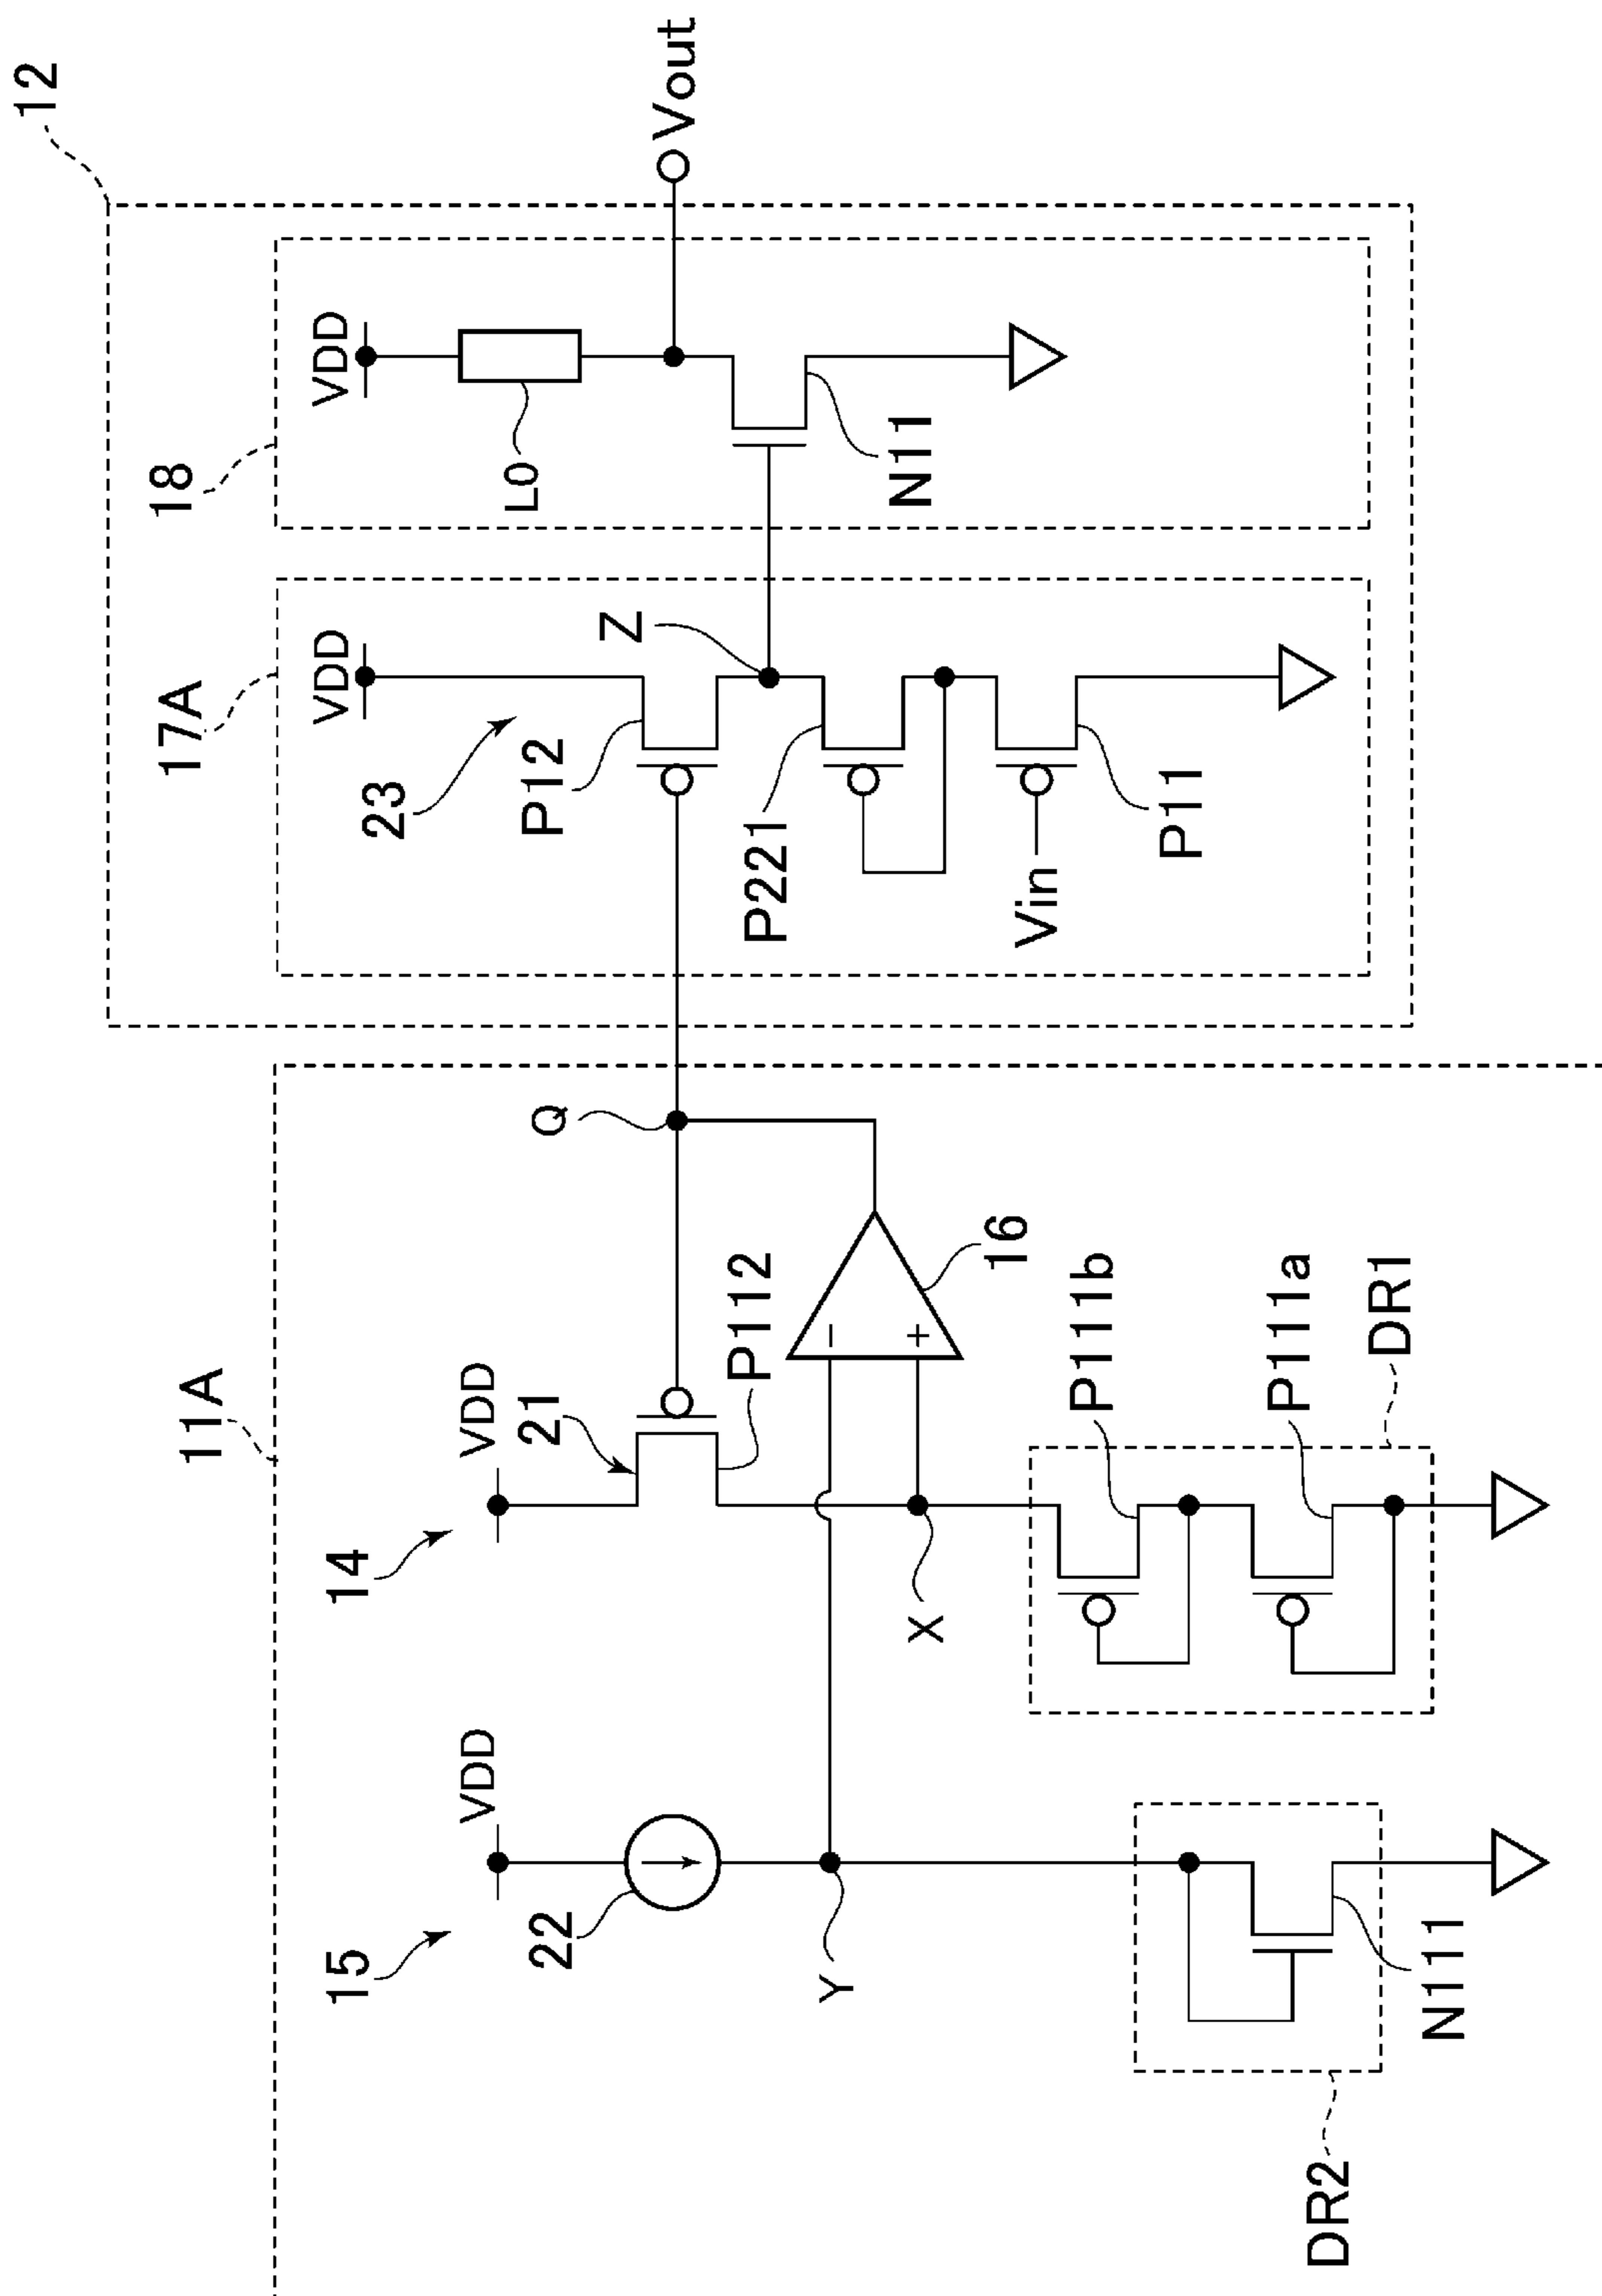 12
18
VDD
L0
N11
Vout
17A
VDD
23
P12
Z
P221
Vin
P11
11A
Q
14
VDD
21
P112
16
−
+
X
P111b
P111a
DR1
15
VDD
22
Y
N111
DR2